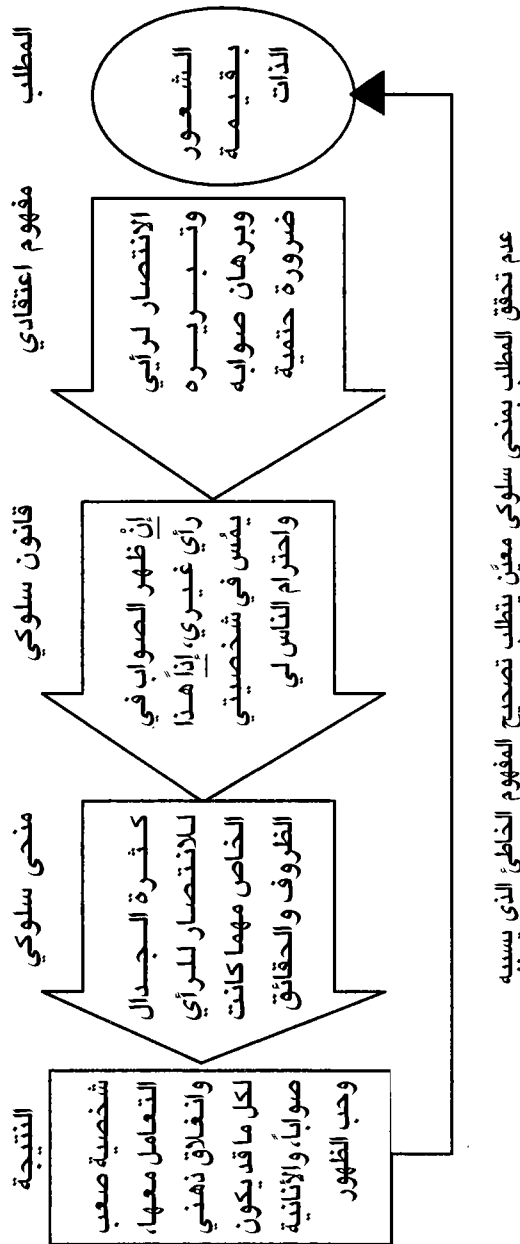 المطلب
الشعور
بقيمة
الذات
مفهوم اعتقادي
الانتصار لرأيي
وتبريره
وبرهان صوابه
ضرورة حتمية
قانون سلوكي
إن ظهر الصواب في
رأي غيري، إذاً هذا
يمُس في شخصيتي
واحترام الناس لي
منحى سلوكي
كثرة الجدال
للانتصار للرأي
الخاص مهما كانت
الظروف والحقائق
النتيجة
شخصية صعب
التعامل معها،
وانغلاق ذهني
لكل ما قد يكون
صواباً، والأنانية
وحب الظهور
عدم تحقق المطلب بمنحى سلوكي معيَّن يتطلب تصحيح المفهوم الخاطئ الذي يسببه